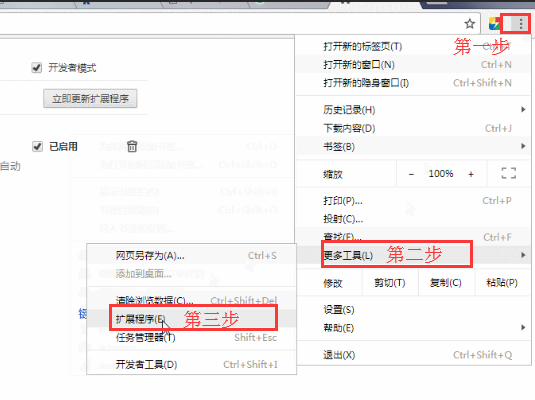 打开新的标签页(T)
第一步
打开新的窗口(N) Ctrl+N
打开新的隐身窗口(I) Ctrl+Shift+N
开发者模式
立即更新扩展程序
历史记录(H)
下载内容(D) Ctrl+J
书签(B)
已启用
自动
缩放 − 100% +
打印(P)... Ctrl+P
投射(C)...
查找(F)... Ctrl+F
更多工具(L) 第二步
网页另存为(A)... Ctrl+S
添加到桌面...
清除浏览数据(C)... Ctrl+Shift+Del
扩展程序(E) 第三步
任务管理器(T) Shift+Esc
开发者工具(D) Ctrl+Shift+I
修改 剪切(T) 复制(C) 粘贴(P)
设置(S)
帮助(E)
退出(X) Ctrl+Shift+Q